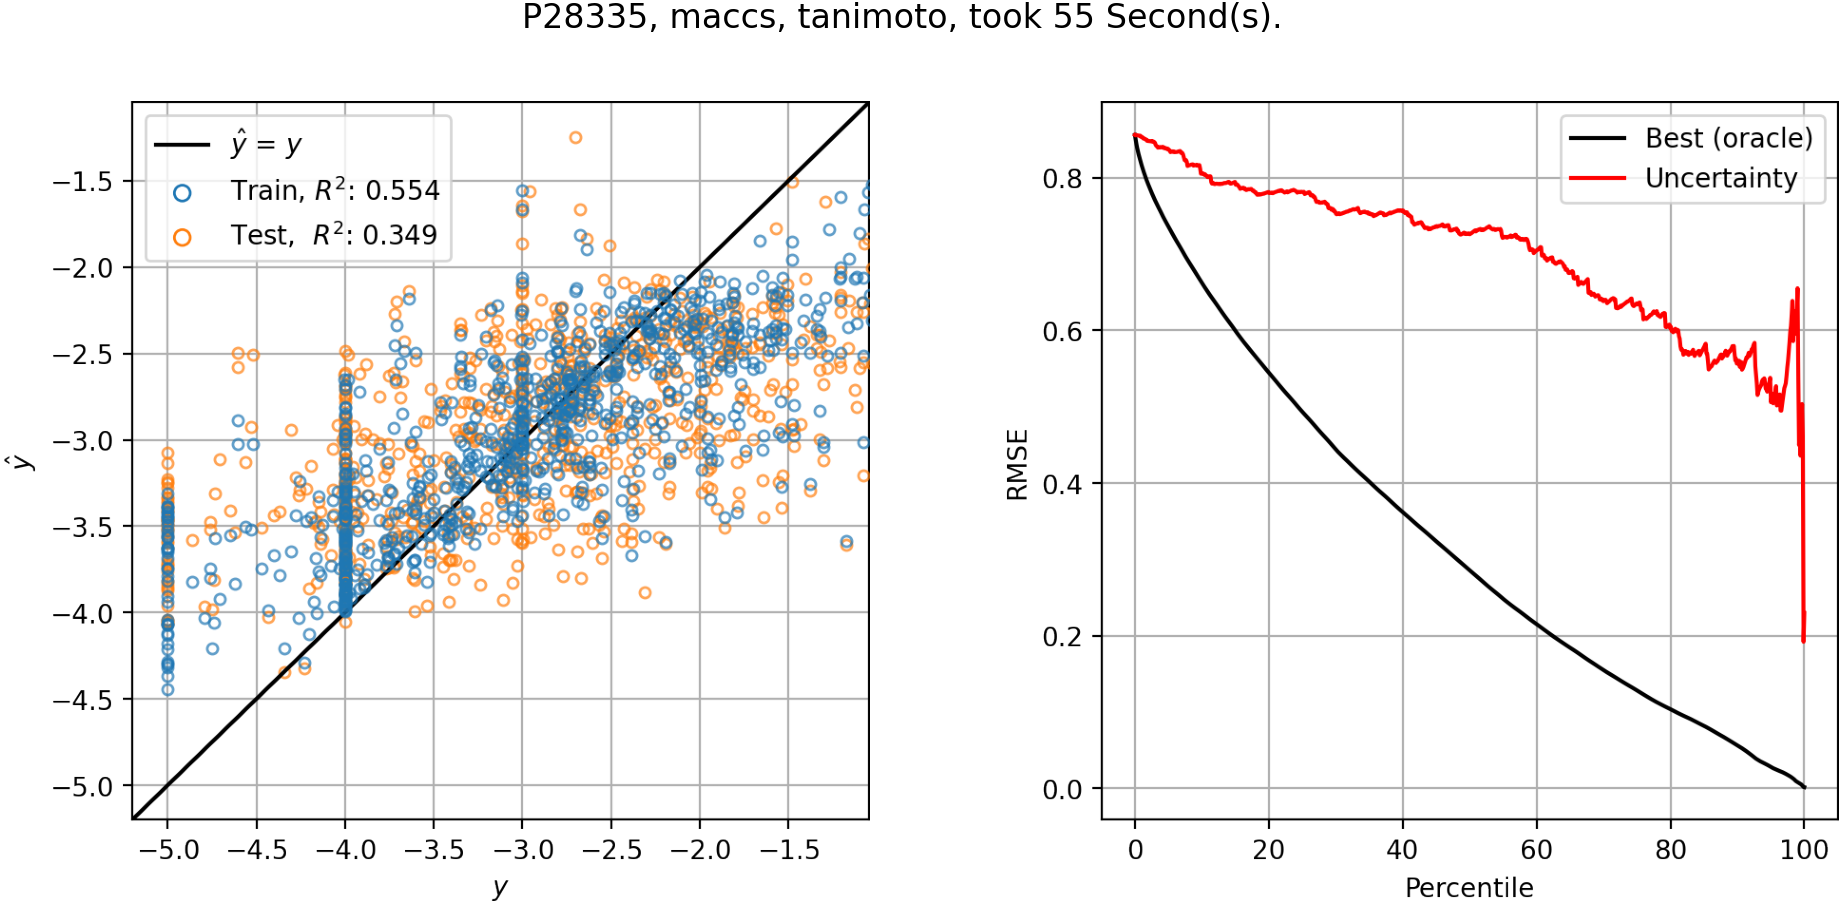 P28335, maccs, tanimoto, took 55 Second(s).
ŷ = y
Train, R²: 0.554
Test, R²: 0.349
−1.5
−2.0
−2.5
−3.0
−3.5
−4.0
−4.5
−5.0
ŷ
−5.0 −4.5 −4.0 −3.5 −3.0 −2.5 −2.0 −1.5
y
Best (oracle)
Uncertainty
0.8
0.6
0.4
0.2
0.0
RMSE
0 20 40 60 80 100
Percentile